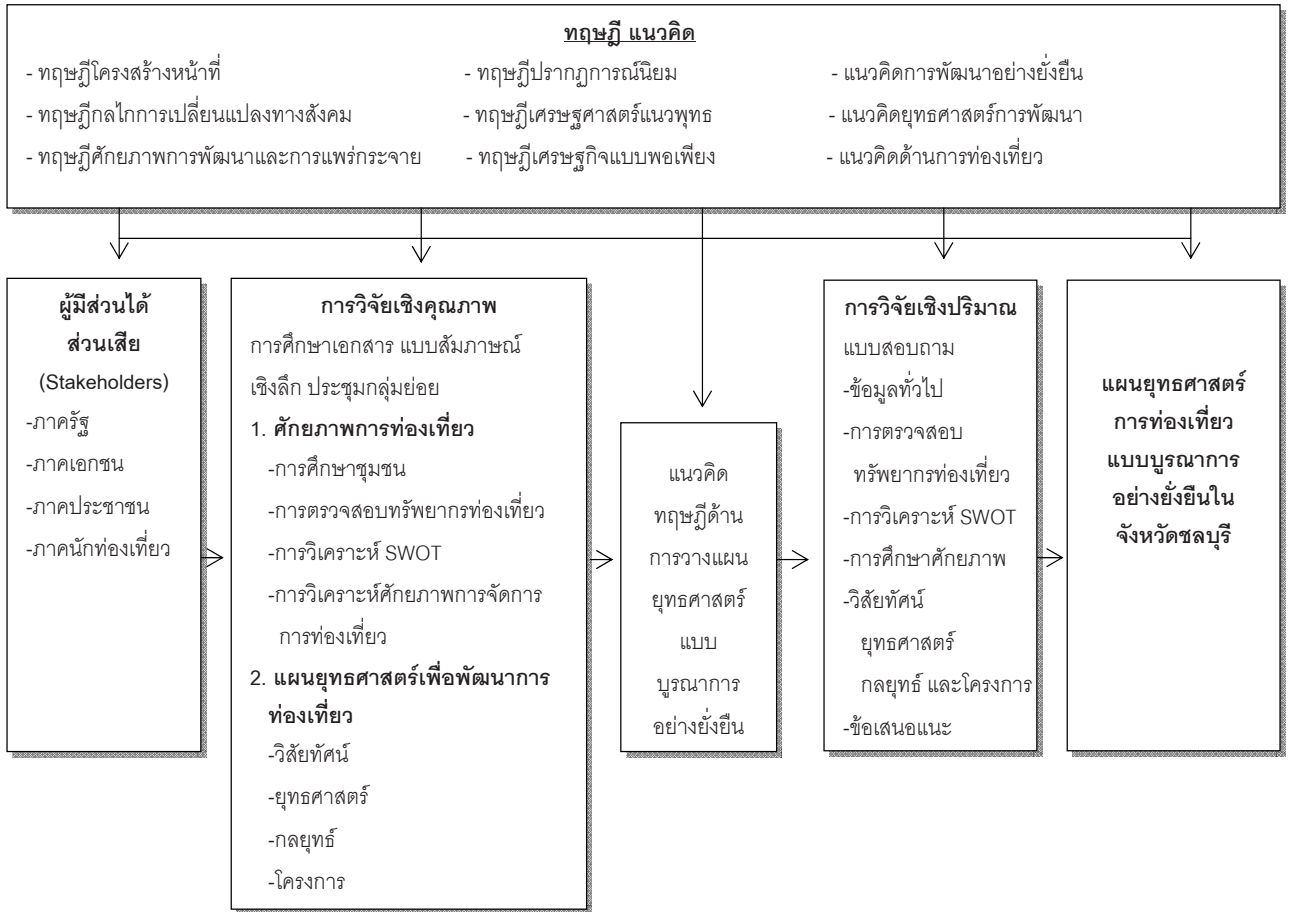 ทฤษฎี แนวคิด
- ทฤษฎีโครงสร้างหน้าที่
- ทฤษฎีกลไกการเปลี่ยนแปลงทางสังคม
- ทฤษฎีศักยภาพการพัฒนาและการแพร่กระจาย
- ทฤษฎีปรากฏการณ์นิยม
- ทฤษฎีเศรษฐศาสตร์แนวพุทธ
- ทฤษฎีเศรษฐกิจแบบพอเพียง
- แนวคิดการพัฒนาอย่างยั่งยืน
- แนวคิดยุทธศาสตร์การพัฒนา
- แนวคิดด้านการท่องเที่ยว
ผู้มีส่วนได้
ส่วนเสีย
(Stakeholders)
-ภาครัฐ
-ภาคเอกชน
-ภาคประชาชน
-ภาคนักท่องเที่ยว
การวิจัยเชิงคุณภาพ
การศึกษาเอกสาร แบบสัมภาษณ์
เชิงลึก ประชุมกลุ่มย่อย
1. ศักยภาพการท่องเที่ยว
-การศึกษาชุมชน
-การตรวจสอบทรัพยากรท่องเที่ยว
-การวิเคราะห์ SWOT
-การวิเคราะห์ศักยภาพการจัดการ
การท่องเที่ยว
2. แผนยุทธศาสตร์เพื่อพัฒนาการ
ท่องเที่ยว
-วิสัยทัศน์
-ยุทธศาสตร์
-กลยุทธ์
-โครงการ
แนวคิด
ทฤษฎีด้าน
การวางแผน
ยุทธศาสตร์
แบบ
บูรณาการ
อย่างยั่งยืน
การวิจัยเชิงปริมาณ
แบบสอบถาม
-ข้อมูลทั่วไป
-การตรวจสอบ
ทรัพยากรท่องเที่ยว
-การวิเคราะห์ SWOT
-การศึกษาศักยภาพ
-วิสัยทัศน์
ยุทธศาสตร์
กลยุทธ์ และโครงการ
-ข้อเสนอแนะ
แผนยุทธศาสตร์
การท่องเที่ยว
แบบบูรณาการ
อย่างยั่งยืนใน
จังหวัดชลบุรี